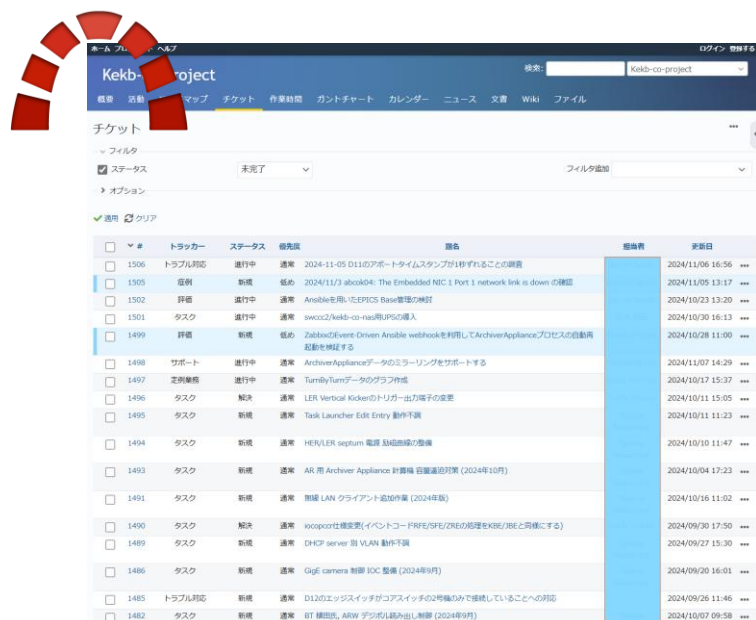 ホーム プロジェクト ヘルプ ログイン 登録する
Kekb-co-project 検索: Kekb-co-project
概要 活動 マップ チケット 作業時間 ガントチャート カレンダー ニュース 文書 Wiki ファイル
チケット
フィルタ
ステータス 未完了 フィルタ追加
オプション
適用 クリア
# トラッカー ステータス 優先度 題名 担当者 更新日
1506 トラブル対応 進行中 通常 2024-11-05 D11のアボートタイムスタンプが1秒ずれることの調査 2024/11/06 16:56
1505 症例 新規 低め 2024/11/3 abcok04: The Embedded NIC 1 Port 1 network link is down の確認 2024/11/05 13:17
1502 評価 進行中 通常 Ansibleを用いたEPICS Base管理の検討 2024/10/23 13:20
1501 タスク 進行中 通常 swccc2/kekb-co-nas用UPSの導入 2024/10/30 16:13
1499 評価 新規 低め ZabbixのEvent-Driven Ansible webhookを利用してArchiverApplianceプロセスの自動再
起動を検証する 2024/10/28 11:00
1498 サポート 進行中 通常 ArchiverApplianceデータのミラーリングをサポートする 2024/11/07 14:29
1497 定例業務 進行中 通常 TurnByTurnデータのグラフ作成 2024/10/17 15:37
1496 タスク 解決 通常 LER Vertical Kickerのトリガー出力端子の変更 2024/10/11 15:05
1495 タスク 新規 通常 Task Launcher Edit Entry 動作不調 2024/10/11 11:23
1494 タスク 新規 通常 HER/LER septum 電源 励磁曲線の整備 2024/10/10 11:47
1493 タスク 新規 通常 AR 用 Archiver Appliance 計算機 容量逼迫対策 (2024年10月) 2024/10/04 17:23
1491 タスク 新規 通常 無線 LAN クライアント追加作業 (2024年版) 2024/10/16 11:02
1490 タスク 解決 通常 iocopccr仕様変更(イベントコードRFE/SFE/ZREの処理をKBE/JBEと同様にする) 2024/09/30 17:50
1489 タスク 新規 通常 DHCP server 別 VLAN 動作不調 2024/09/27 15:30
1486 タスク 新規 通常 GigE camera 制御 IOC 整備 (2024年9月) 2024/09/20 16:01
1485 トラブル対応 新規 通常 D12のエッジスイッチがコアスイッチの2号機のみで接続していることへの対応 2024/09/26 11:46
1482 タスク 新規 通常 BT 横田氏, ARW デジボル読み出し制御 (2024年9月) 2024/10/07 09:58